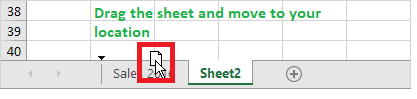 38
Drag the sheet and move to your
39
location
40
Sheet2